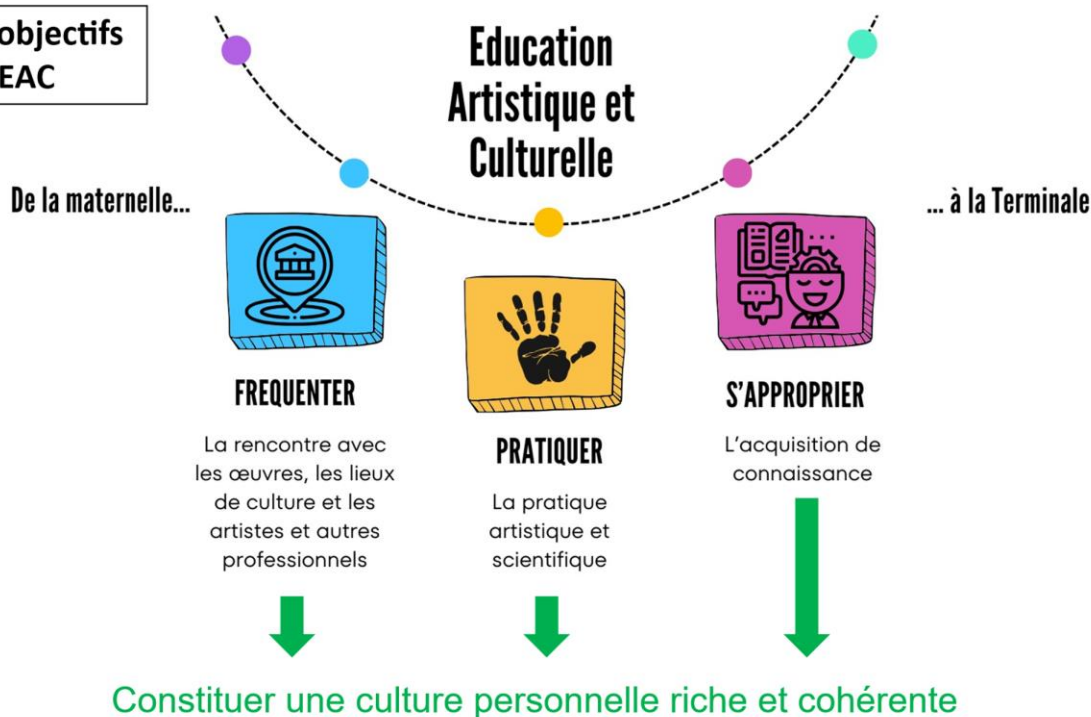 objectifs
EAC
Education
Artistique et
Culturelle
De la maternelle...
... à la Terminale
FREQUENTER
La rencontre avec
les œuvres, les lieux
de culture et les
artistes et autres
professionnels
PRATIQUER
La pratique
artistique et
scientifique
S'APPROPRIER
L'acquisition de
connaissance
Constituer une culture personnelle riche et cohérente